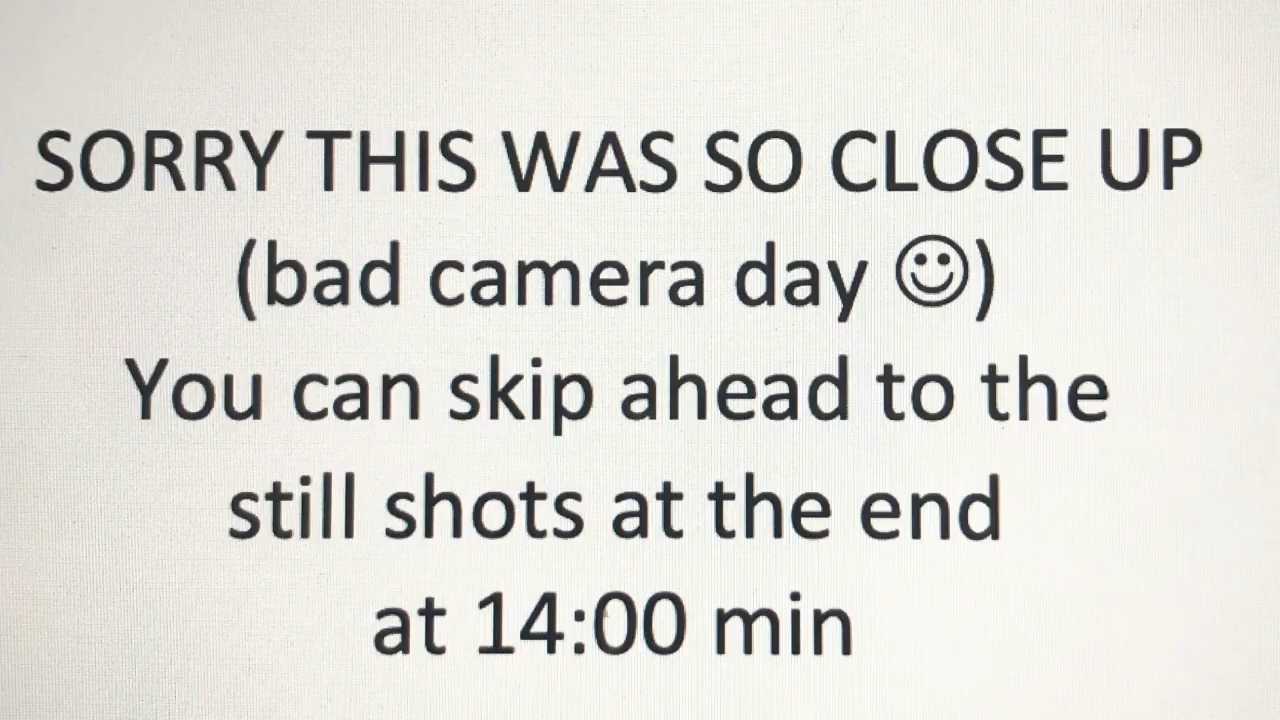 SORRY THIS WAS SO CLOSE UP
(bad camera day ☺)
You can skip ahead to the
still shots at the end
at 14:00 min